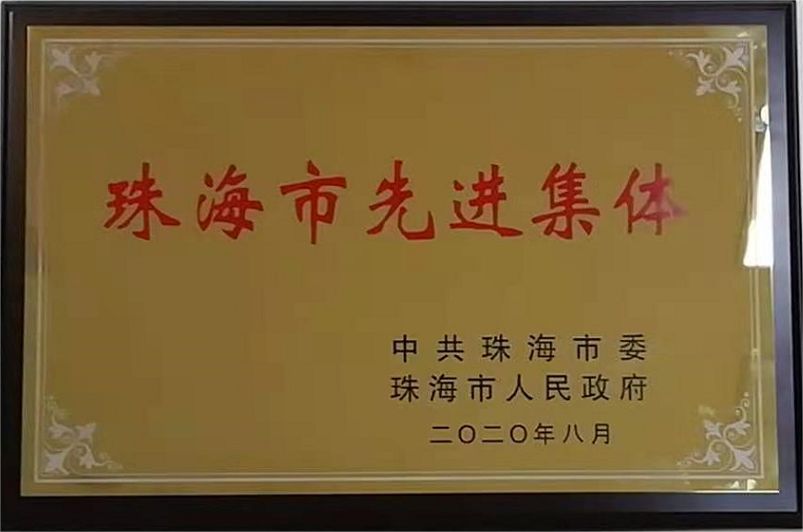 珠海市先进集体
中共珠海市委
珠海市人民政府
二〇二〇年八月